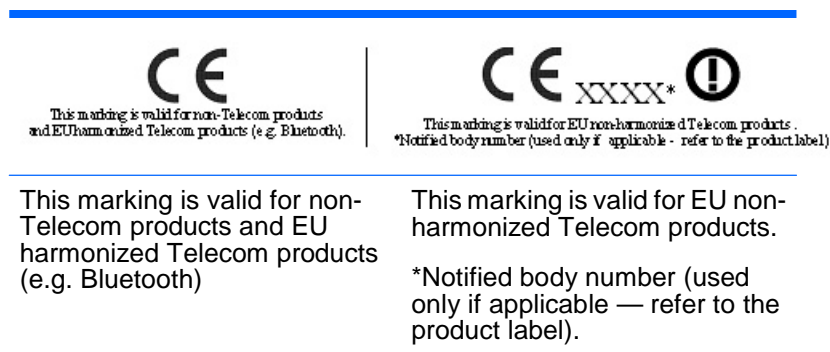 CE
This marking is valid for non-Telecom products
and EU harmonized Telecom products (e.g. Bluetooth).
CE XXXX*
This marking is valid for EU non-harmonized Telecom products .
*Notified body number (used only if applicable - refer to the product label)
This marking is valid for non-
Telecom products and EU
harmonized Telecom products
(e.g. Bluetooth)
This marking is valid for EU non-
harmonized Telecom products.
*Notified body number (used
only if applicable — refer to the
product label).